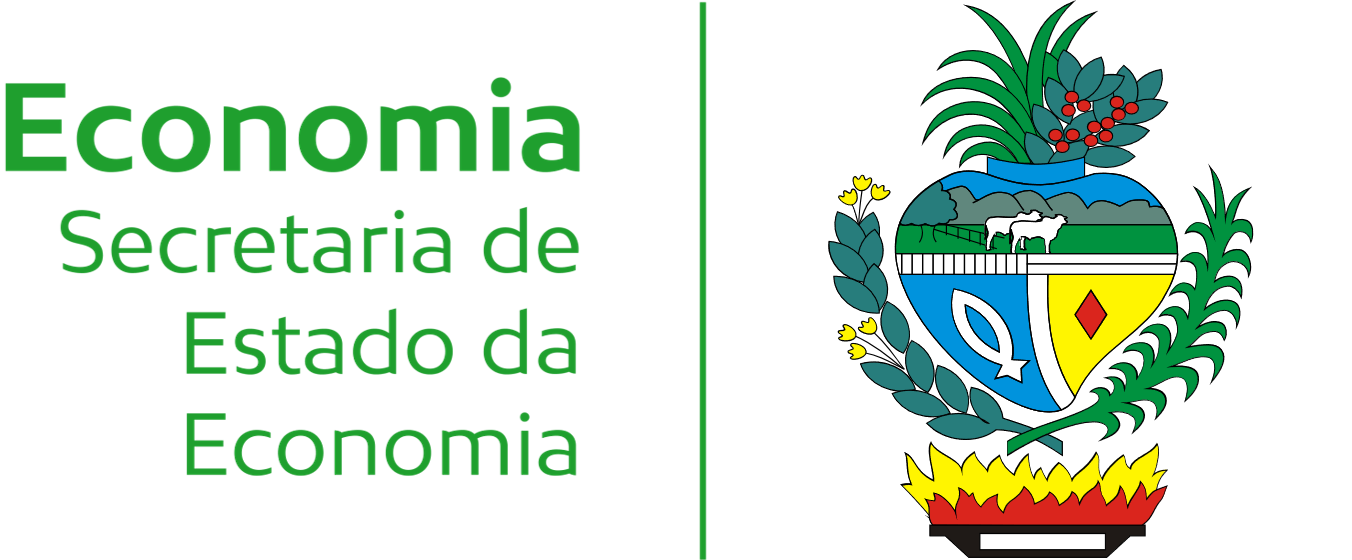 Economia
Secretaria de
Estado da
Economia